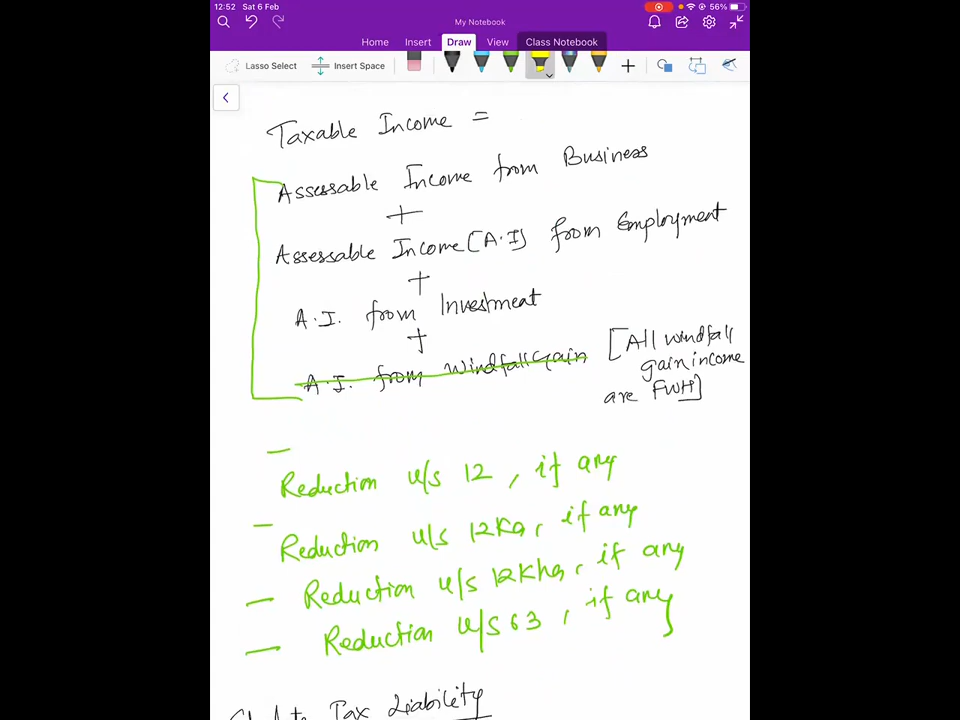 12:52 Sat 6 Feb
56%
My Notebook
Home Insert Draw View Class Notebook
Lasso Select Insert Space
Taxable Income =
Assessable Income from Business
+
Assessable Income [A.I] from Employment
+
A.I. from Investment
+
A.I. from Windfall Gain [All windfall
gain income
are FWH]
–
Reduction u/s 12, if any
–
Reduction u/s 12Ka, if any
– Reduction u/s 12Kha, if any
– Reduction u/s 63, if any
Tax Liability